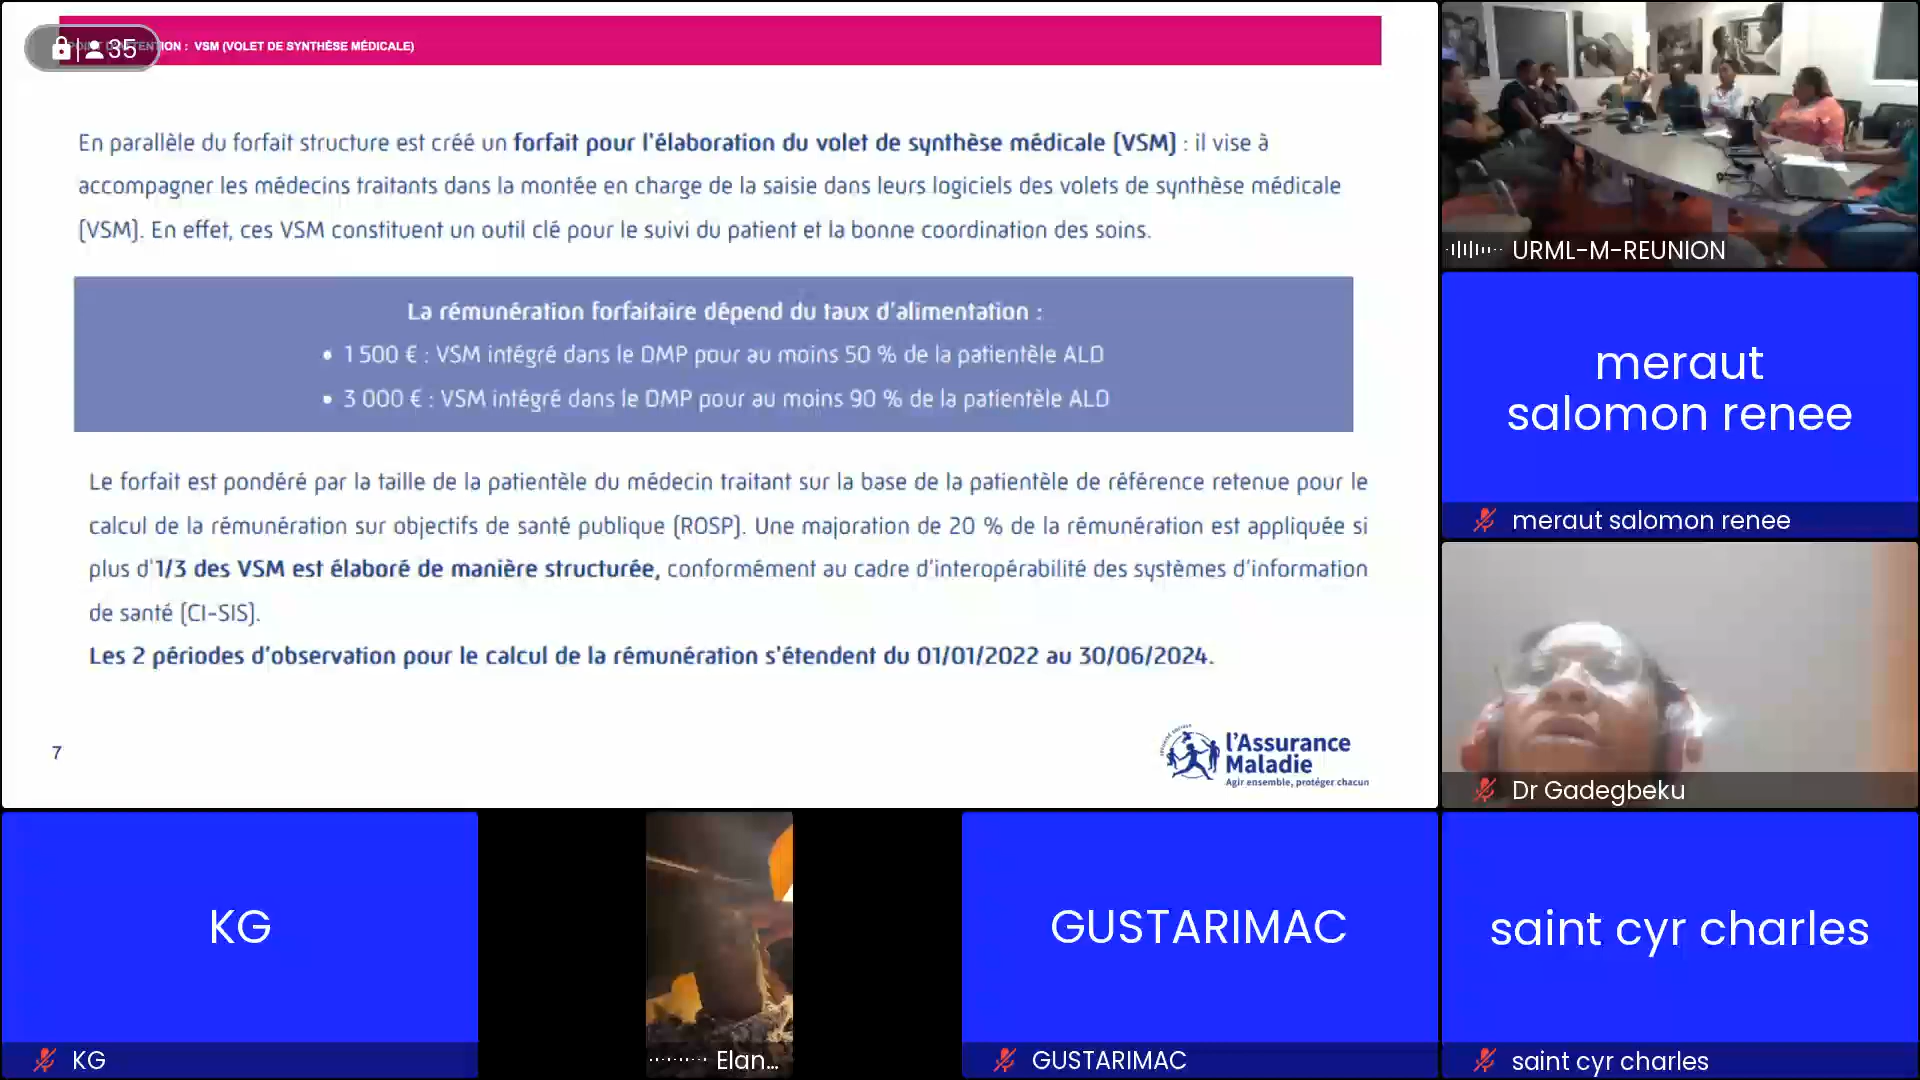 35
ION : VSM (VOLET DE SYNTHÈSE MÉDICALE)
En parallèle du forfait structure est créé un forfait pour l'élaboration du volet de synthèse médicale (VSM) : il vise à
accompagner les médecins traitants dans la montée en charge de la saisie dans leurs logiciels des volets de synthèse médicale
(VSM). En effet, ces VSM constituent un outil clé pour le suivi du patient et la bonne coordination des soins.
La rémunération forfaitaire dépend du taux d'alimentation :
• 1 500 € : VSM intégré dans le DMP pour au moins 50 % de la patientèle ALD
• 3 000 € : VSM intégré dans le DMP pour au moins 90 % de la patientèle ALD
Le forfait est pondéré par la taille de la patientèle du médecin traitant sur la base de la patientèle de référence retenue pour le
calcul de la rémunération sur objectifs de santé publique (ROSP). Une majoration de 20 % de la rémunération est appliquée si
plus d'1/3 des VSM est élaboré de manière structurée, conformément au cadre d'interopérabilité des systèmes d'information
de santé (CI-SIS).
Les 2 périodes d'observation pour le calcul de la rémunération s'étendent du 01/01/2022 au 30/06/2024.
7
l'Assurance
Maladie
Agir ensemble, protéger chacun
URML-M-REUNION
meraut
salomon renee
meraut salomon renee
Dr Gadegbeku
KG
KG
Elan...
GUSTARIMAC
GUSTARIMAC
saint cyr charles
saint cyr charles